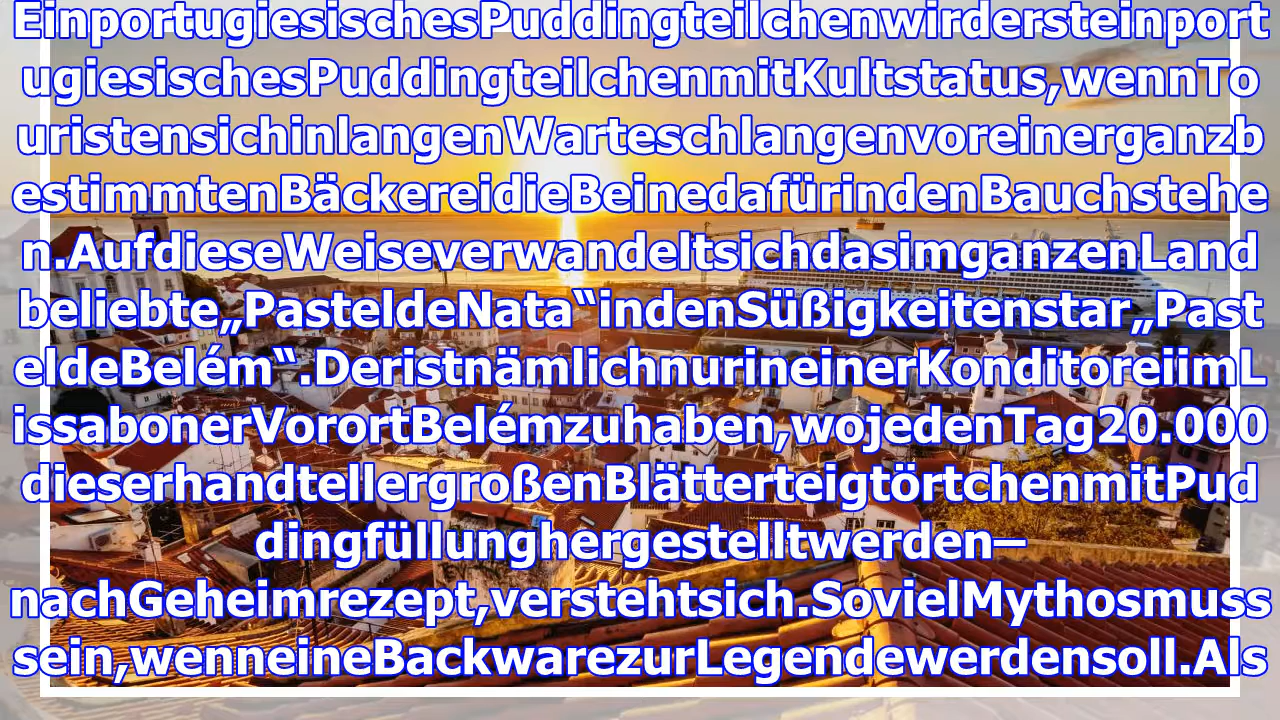 EinportugiesischesPuddingteilchenwirdersteinport
ugiesischesPuddingteilchenmitKultstatus,wennTo
uristensichinlangenWarteschlangenvoreinerganzb
estimmtenBäckereidieBeinedafürindenBauchstehe
n.AufdieseWeiseverwandeltsichdasimganzenLand
beliebte„PasteldeNata“indenSüßigkeitenstar„Past
eldeBelém“.DeristnämlichnurineinerKonditoreiimL
issabonerVorortBelémzuhaben,wojedenTag20.000
dieserhandtellergroßenBlätterteigtörtchenmitPud
dingfüllunghergestelltwerden–
nachGeheimrezept,verstehtsich.SovielMythosmuss
sein,wenneineBackwarezurLegendewerdensoll.Als